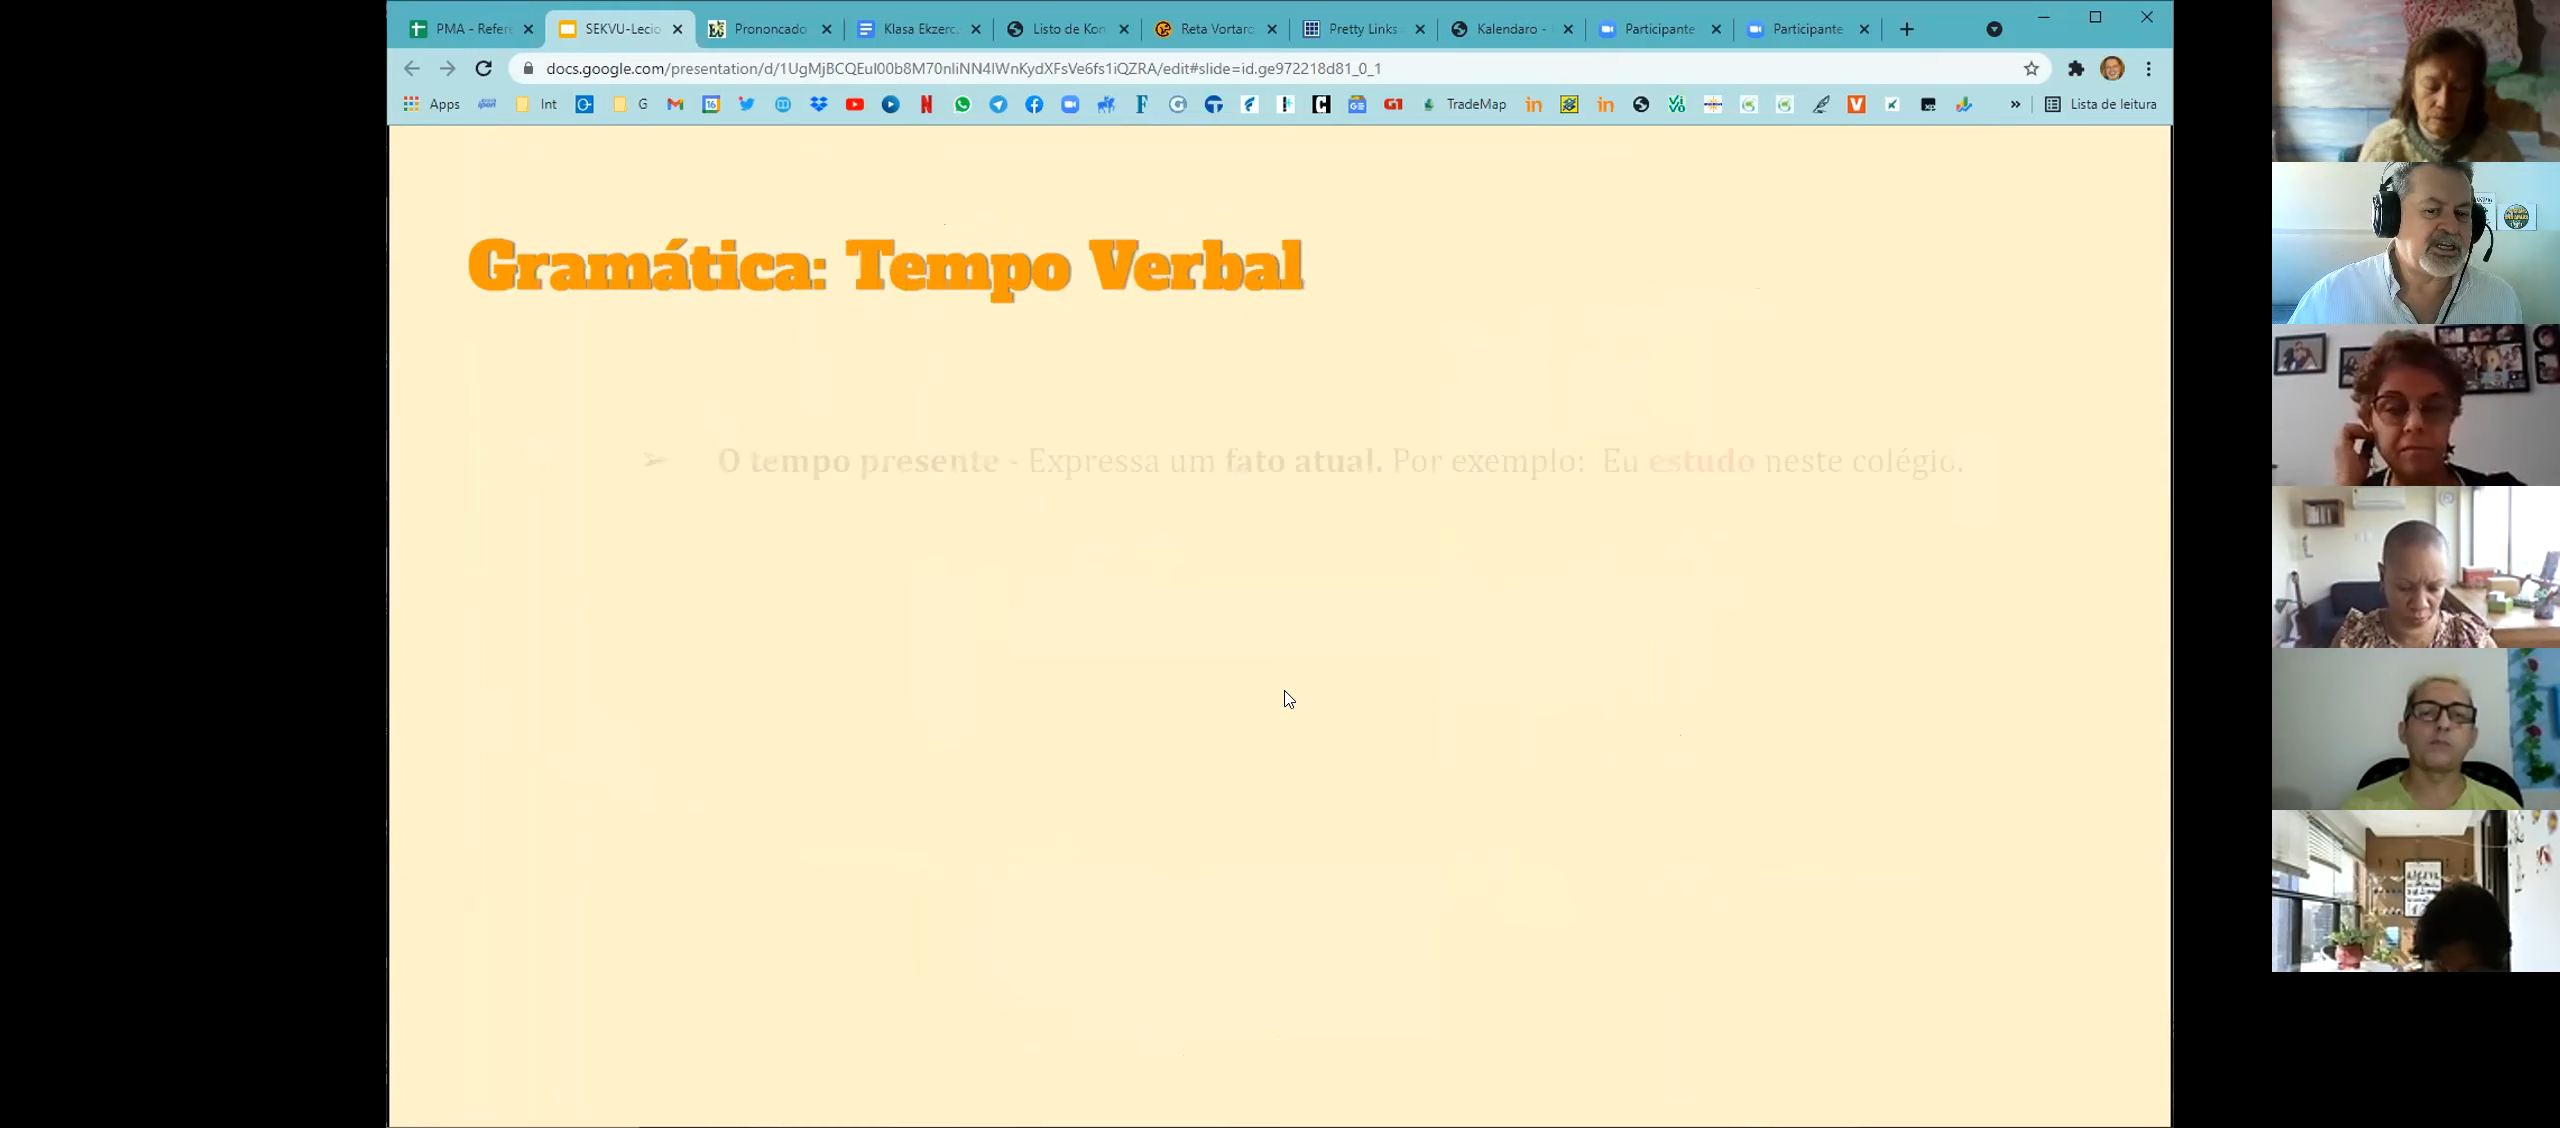 PMA - Refere
SEKVU-Lecio
Prononcado
Klasa Ekzerc.
Listo de Kon
Reta Vortaro
Pretty Links
Kalendaro -
Participante
Participante
docs.google.com/presentation/d/1UgMjBCQEul00b8M70nliNN4lWnKydXFsVe6fs1iQZRA/edit#slide=id.ge972218d81_0_1
Apps
Int
G
TradeMap
»
Lista de leitura
Gramática: Tempo Verbal
➢ O tempo presente - Expressa um fato atual. Por exemplo: Eu estudo neste colégio.